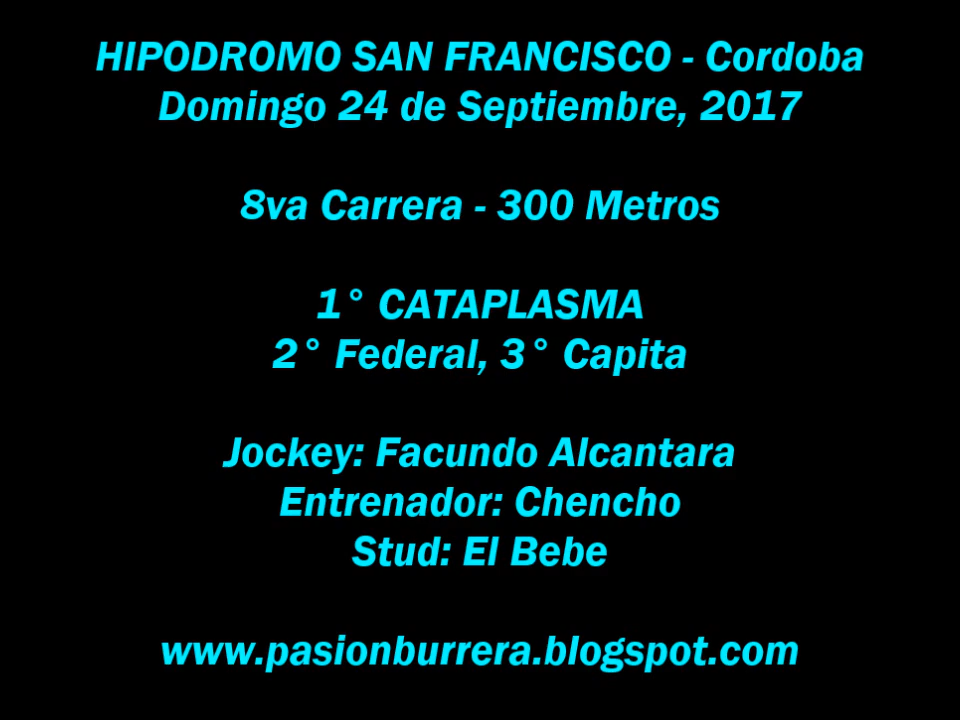 HIPODROMO SAN FRANCISCO - Cordoba
Domingo 24 de Septiembre, 2017
8va Carrera - 300 Metros
1° CATAPLASMA
2° Federal, 3° Capita
Jockey: Facundo Alcantara
Entrenador: Chencho
Stud: El Bebe
www.pasionburrera.blogspot.com